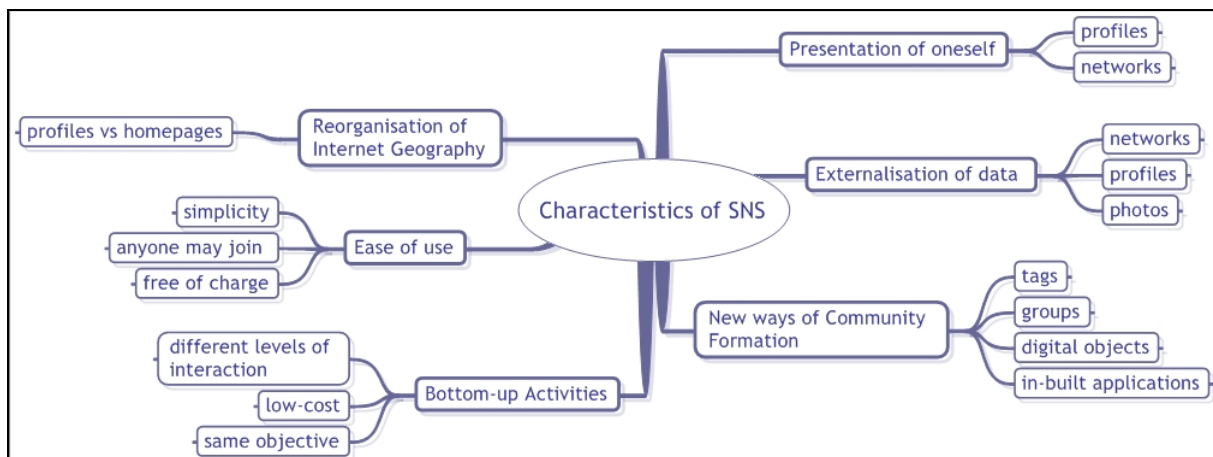 Characteristics of SNS
Presentation of oneself
profiles
networks
Externalisation of data
networks
profiles
photos
New ways of Community
Formation
tags
groups
digital objects
in-built applications
Reorganisation of
Internet Geography
profiles vs homepages
Ease of use
simplicity
anyone may join
free of charge
Bottom-up Activities
different levels of
interaction
low-cost
same objective